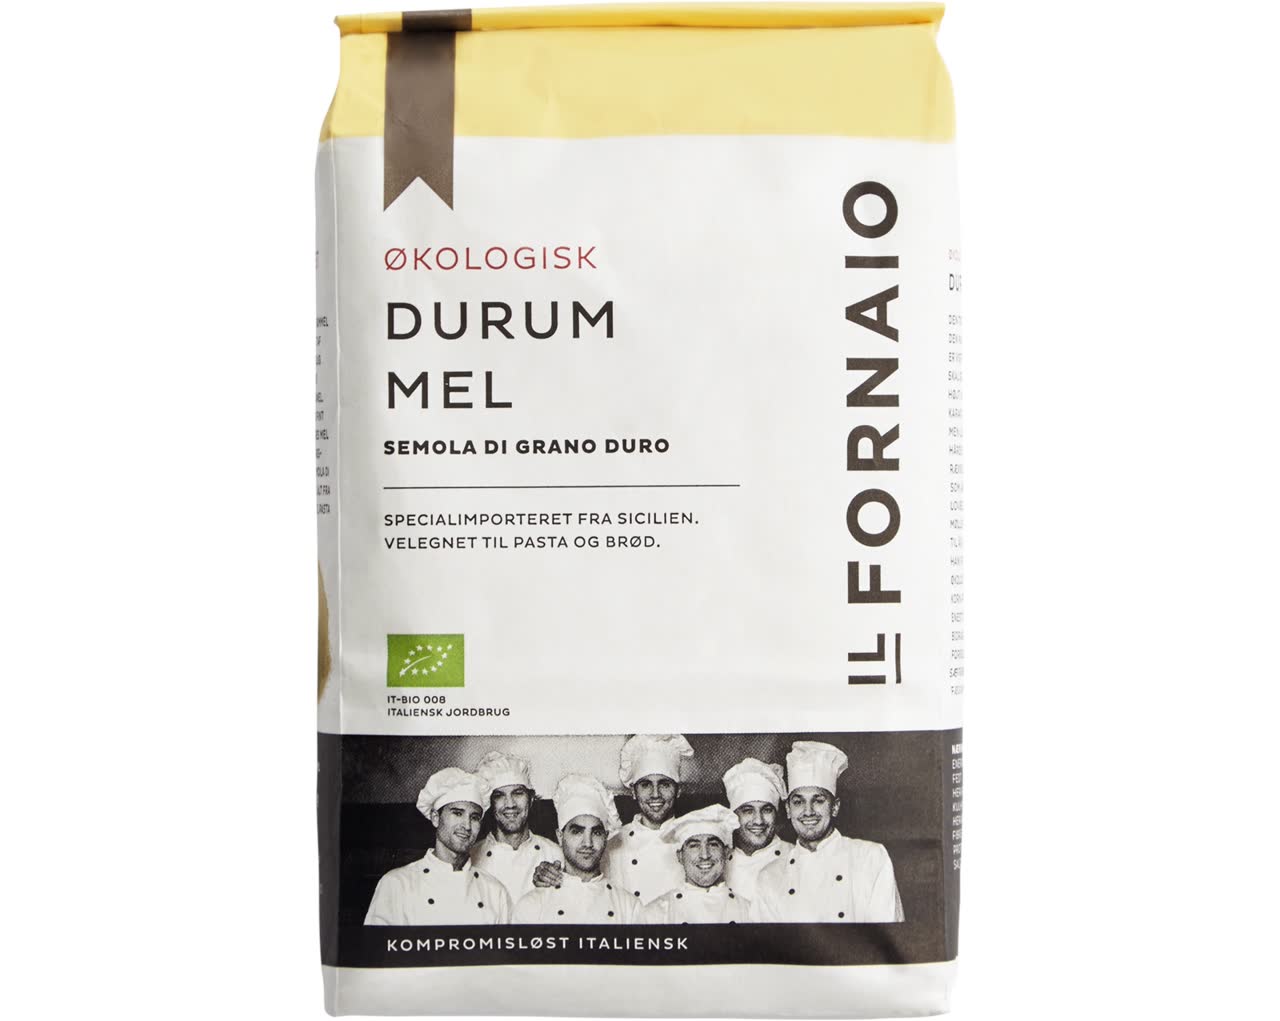 ØKOLOGISK
DURUM
MEL
SEMOLA DI GRANO DURO
SPECIALIMPORTERET FRA SICILIEN.
VELEGNET TIL PASTA OG BRØD.
IL FORNAIO
IT-BIO 008
ITALIENSK JORDBRUG
KOMPROMISLØST ITALIENSK